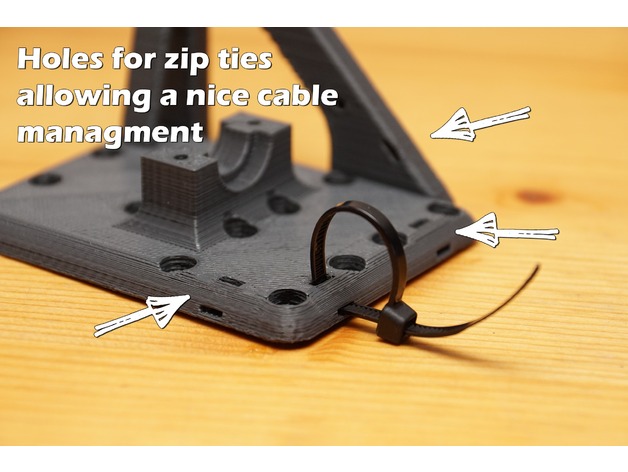 Holes for zip ties
allowing a nice cable
managment